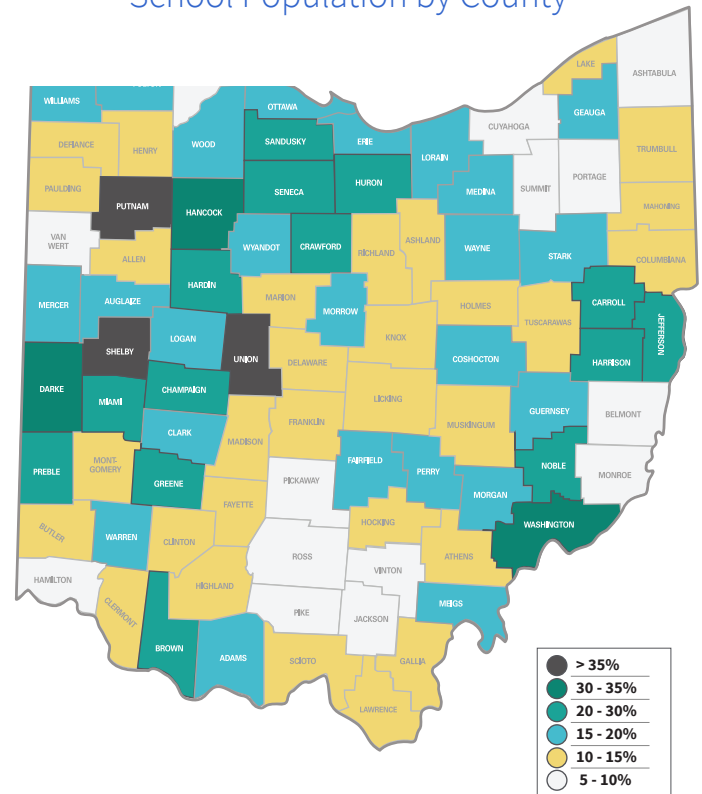 School Population by County
LAKE
ASHTABULA
WILLIAMS
OTTAWA
GEAUGA
CUYAHOGA
SANDUSKY
ERIE
DEFIANCE
HENRY
WOOD
LORAIN
TRUMBULL
SUMMIT
PORTAGE
PAULDING
SENECA
HURON
MEDINA
PUTNAM
HANCOCK
MAHONING
VAN
WERT
WYANDOT
CRAWFORD
RICHLAND
ASHLAND
WAYNE
STARK
ALLEN
COLUMBIANA
HARDIN
MERCER
AUGLAIZE
MARION
MORROW
HOLMES
CARROLL
TUSCARAWAS
JEFFERSON
LOGAN
SHELBY
UNION
KNOX
DELAWARE
COSHOCTON
HARRISON
DARKE
CHAMPAIGN
MIAMI
LICKING
GUERNSEY
BELMONT
FRANKLIN
MUSKINGUM
CLARK
MADISON
PREBLE
MONT-
GOMERY
FAIRFIELD
PERRY
NOBLE
MONROE
GREENE
PICKAWAY
MORGAN
FAYETTE
BUTLER
WARREN
CLINTON
HOCKING
WASHINGTON
ROSS
ATHENS
HAMILTON
HIGHLAND
VINTON
CLERMONT
PIKE
JACKSON
MEIGS
BROWN
ADAMS
SCIOTO
GALLIA
LAWRENCE
> 35%
30 - 35%
20 - 30%
15 - 20%
10 - 15%
5 - 10%